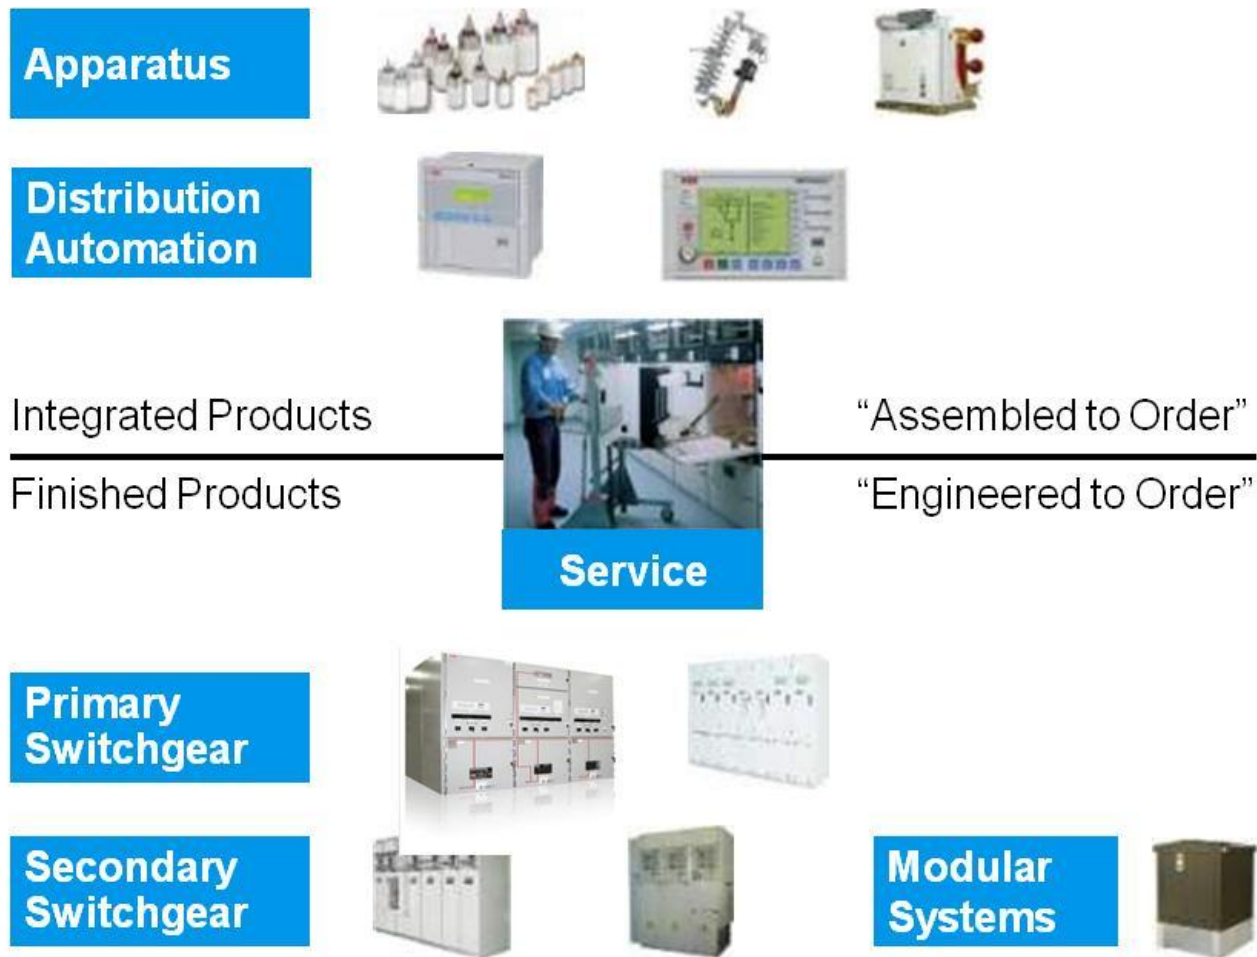 Apparatus
Distribution
Automation
Integrated Products
“Assembled to Order”
Finished Products
“Engineered to Order”
Service
Primary
Switchgear
Secondary
Switchgear
Modular
Systems